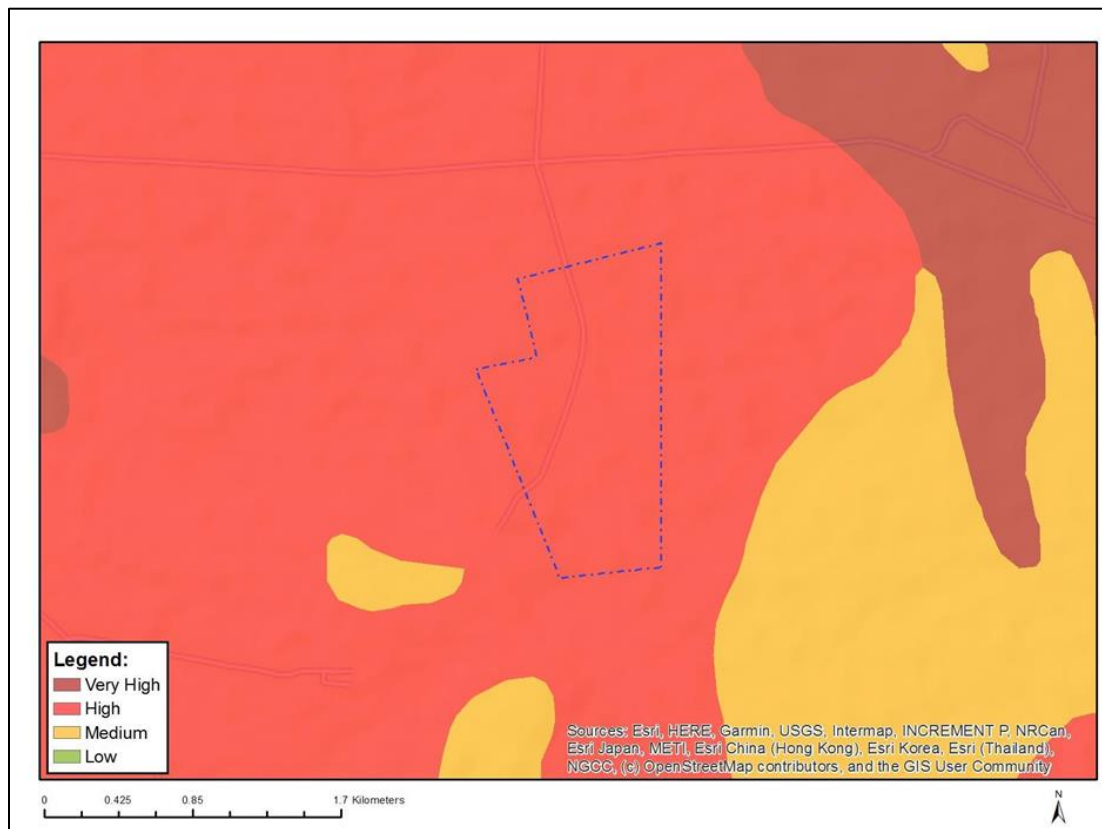 Legend:
Very High
High
Medium
Low
Sources: Esri, HERE, Garmin, USGS, Intermap, INCREMENT P, NRCan,
Esri Japan, METI, Esri China (Hong Kong), Esri Korea, Esri (Thailand),
NGCC, (c) OpenStreetMap contributors, and the GIS User Community
0 0.425 0.85 1.7 Kilometers
N